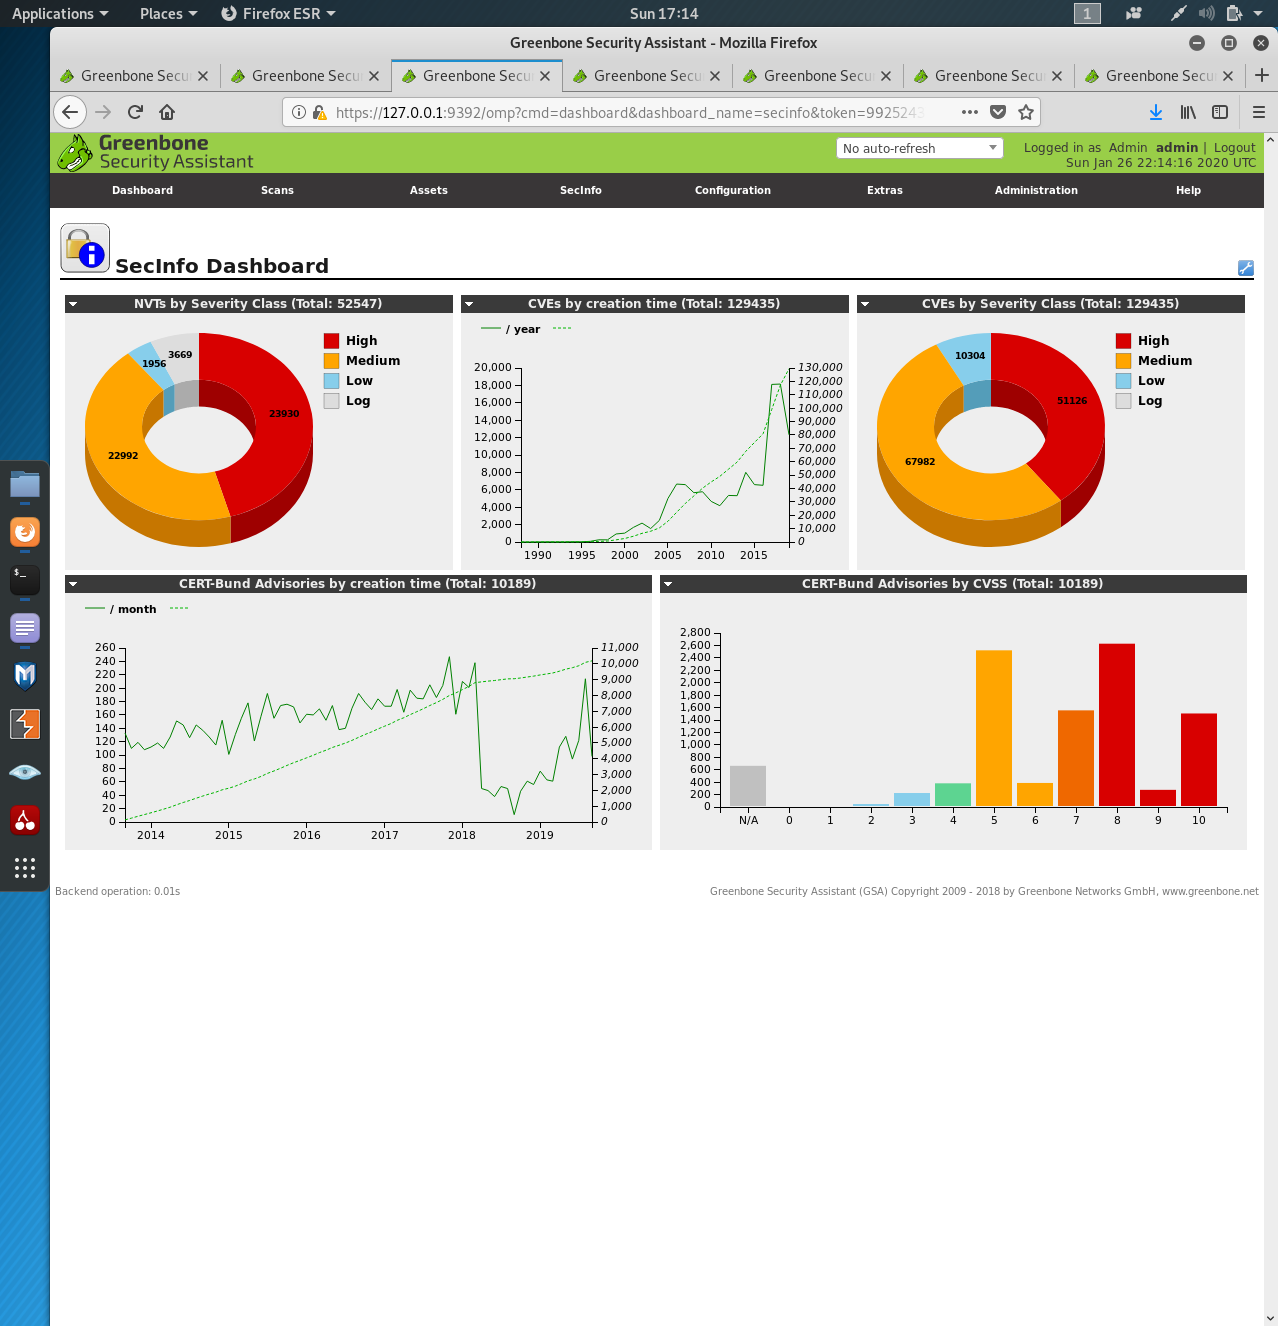 Applications Places Firefox ESR Sun 17:14 1
Greenbone Security Assistant - Mozilla Firefox
Greenbone Secu Greenbone Secu Greenbone Secu Greenbone Secu Greenbone Secu Greenbone Secu Greenbone Secu
https://127.0.0.1:9392/omp?cmd=dashboard&dashboard_name=secinfo&token=9925243
Greenbone
Security Assistant
No auto-refresh
Logged in as Admin admin | Logout
Sun Jan 26 22:14:16 2020 UTC
Dashboard Scans Assets SecInfo Configuration Extras Administration Help
SecInfo Dashboard
NVTs by Severity Class (Total: 52547)
High
Medium
Low
Log
3669
1956
23930
22992
CVEs by creation time (Total: 129435)
/ year
20,000 130,000
18,000 120,000
16,000 110,000
14,000 100,000
12,000 90,000
10,000 80,000
8,000 70,000
6,000 60,000
4,000 50,000
2,000 40,000
0 30,000
20,000
10,000
0
1990 1995 2000 2005 2010 2015
CVEs by Severity Class (Total: 129435)
High
Medium
Low
Log
10304
51126
67982
CERT-Bund Advisories by creation time (Total: 10189)
/ month
260 11,000
240 10,000
220 9,000
200 8,000
180 7,000
160 6,000
140 5,000
120 4,000
100 3,000
80 2,000
60 1,000
40 0
20
0
2014 2015 2016 2017 2018 2019
CERT-Bund Advisories by CVSS (Total: 10189)
2,800
2,600
2,400
2,200
2,000
1,800
1,600
1,400
1,200
1,000
800
600
400
200
0
N/A 0 1 2 3 4 5 6 7 8 9 10
Backend operation: 0.01s
Greenbone Security Assistant (GSA) Copyright 2009 - 2018 by Greenbone Networks GmbH, www.greenbone.net
$_